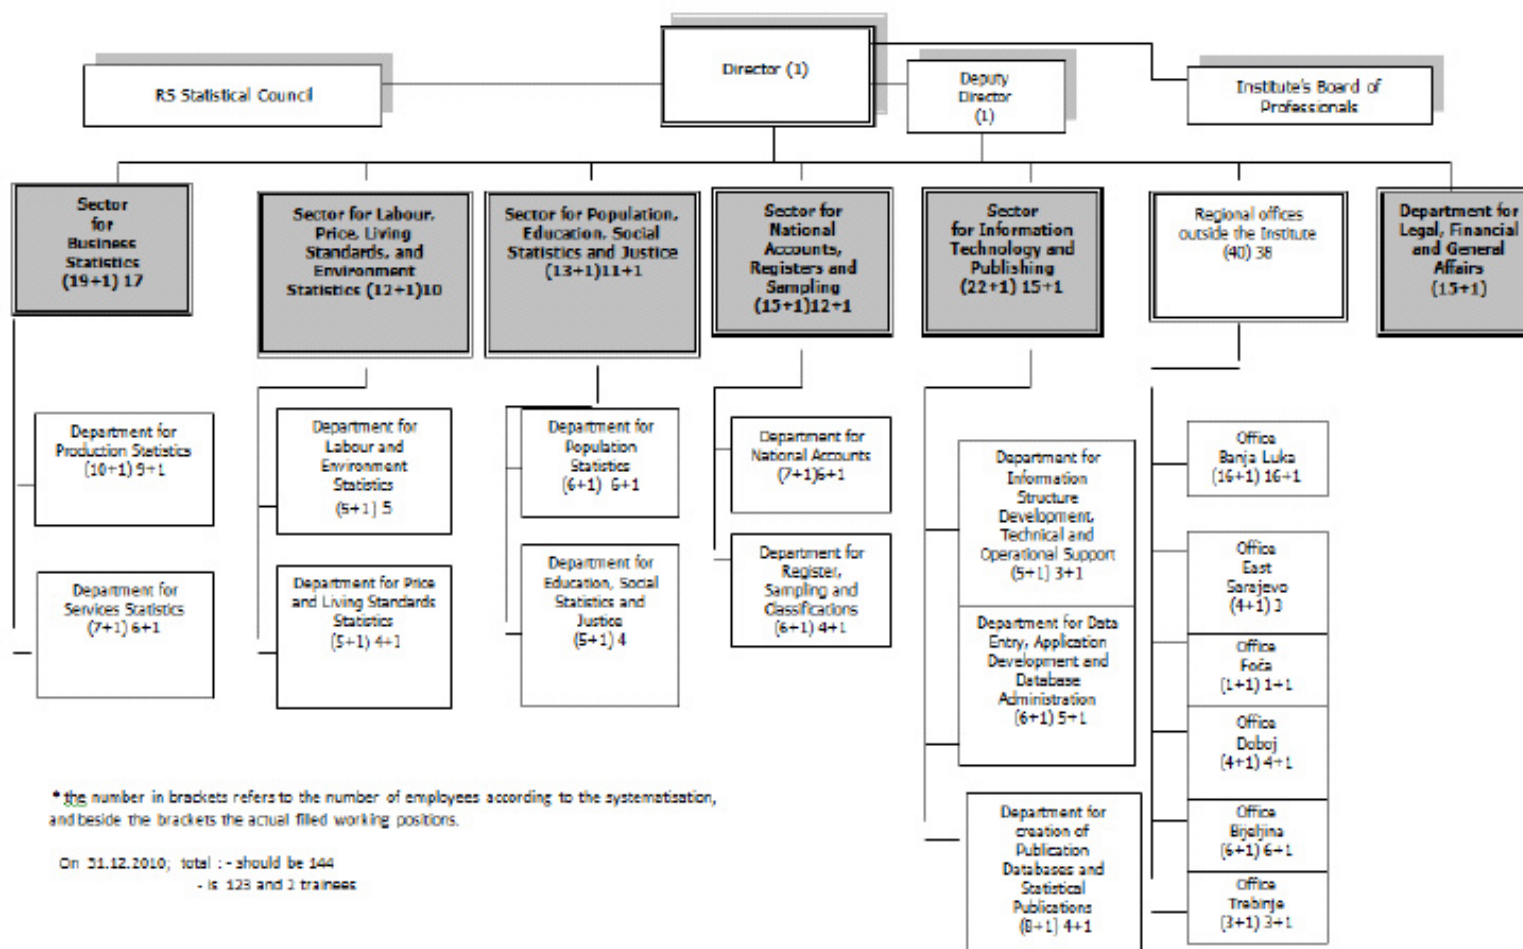 Director (1)
RS Statistical Council
Deputy
Director
(1)
Institute's Board of
Professionals
Sector
for
Business
Statistics
(19+1) 17
Sector for Labour,
Price, Living
Standards, and
Environment
Statistics (12+1)10
Sector for Population,
Education, Social
Statistics and Justice
(13+1)11+1
Sector for
National
Accounts,
Registers and
Sampling
(15+1)12+1
Sector
for Information
Technology and
Publishing
(22+1) 15+1
Regional offices
outside the Institute
(40) 38
Department for
Legal, Financial
and General
Affairs
(15+1)
Department for
Production Statistics
(10+1) 9+1
Department for
Services Statistics
(7+1) 6+1
Department for
Labour and
Environment
Statistics
(5+1] 5
Department for Price
and Living Standards
Statistics
(5+1) 4+1
Department for
Population
Statistics
(6+1) 6+1
Department for
Education, Social
Statistics and
Justice
(5+1) 4
Department for
National Accounts
(7+1)6+1
Department for
Register,
Sampling and
Classifications
(6+1) 4+1
Department for
Information
Structure
Development,
Technical and
Operational Support
(5+1] 3+1
Department for Data
Entry, Application
Development and
Database
Administration
(6+1) 5+1
Department for
creation of
Publication
Databases and
Statistical
Publications
(8+1] 4+1
Office
Banja Luka
(16+1) 16+1
Office
East
Sarajevo
(4+1) 3
Office
Foča
(1+1) 1+1
Office
Doboj
(4+1) 4+1
Office
Bijeljina
(6+1) 6+1
Office
Trebinje
(3+1) 3+1
* the number in brackets refers to the number of employees according to the systematisation,
and beside the brackets the actual filled working positions.
On 31.12.2010; total : - should be 144
- is 123 and 2 trainees